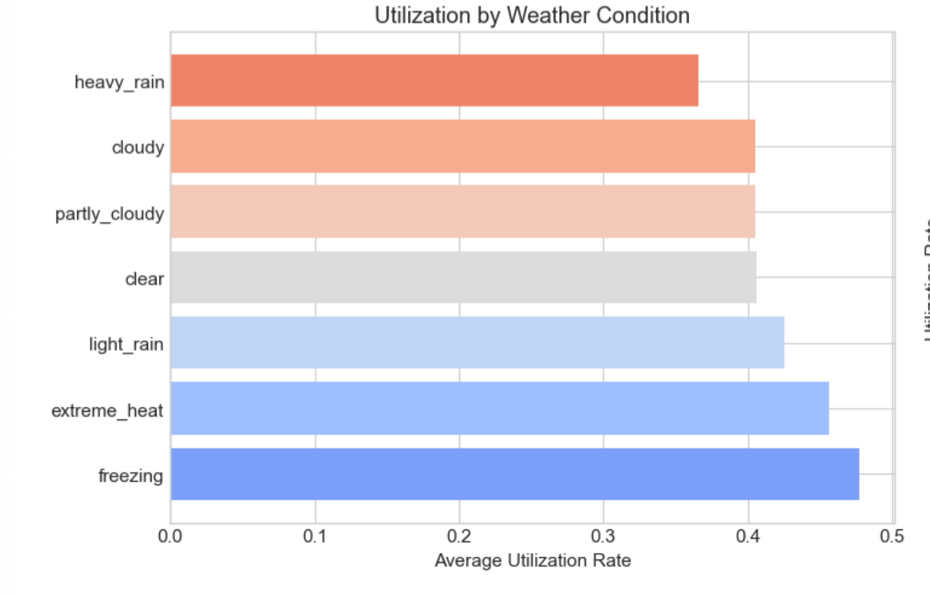 Utilization by Weather Condition
heavy_rain
cloudy
partly_cloudy
clear
light_rain
extreme_heat
freezing
0.0 0.1 0.2 0.3 0.4 0.5
Average Utilization Rate